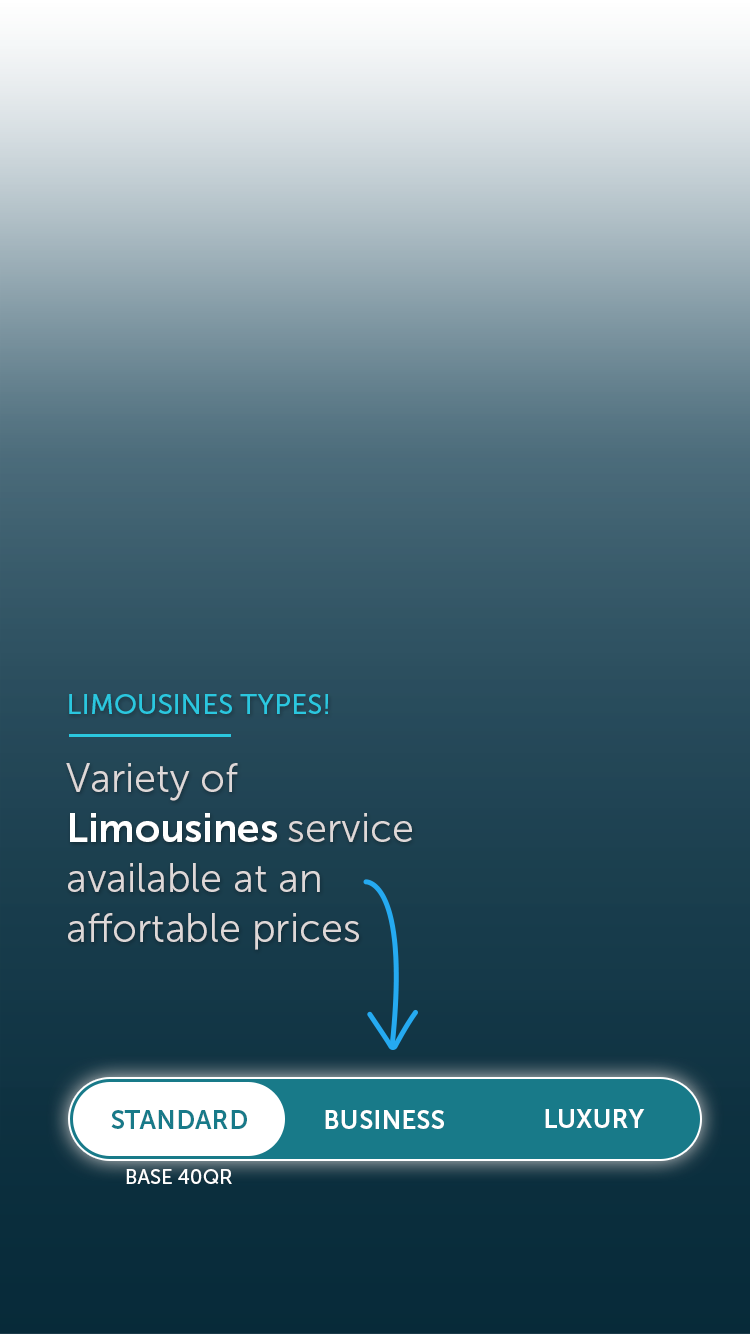 LIMOUSINES TYPES!
Variety of
Limousines service
available at an
affortable prices
STANDARD BUSINESS LUXURY
BASE 40QR